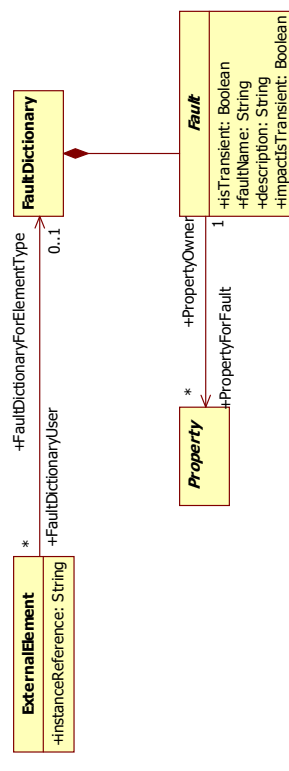 ExternalElement
+instanceReference: String
*
+FaultDictionaryUser
+FaultDictionaryForElementType
0..1
FaultDictionary
Property
*
+PropertyForFault
+PropertyOwner
1
Fault
+isTransient: Boolean
+faultName: String
+description: String
+impactIsTransient: Boolean